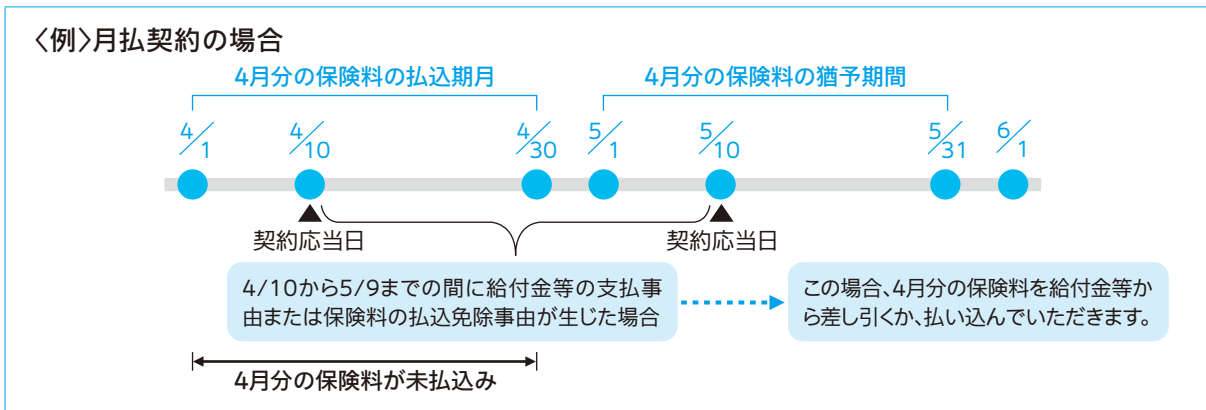 〈例〉月払契約の場合
4月分の保険料の払込期月
4月分の保険料の猶予期間
4/1
4/10
4/30
5/1
5/10
5/31
6/1
契約応当日
契約応当日
4/10から5/9までの間に給付金等の支払事
由または保険料の払込免除事由が生じた場合
この場合、4月分の保険料を給付金等か
ら差し引くか、払い込んでいただきます。
4月分の保険料が未払込み